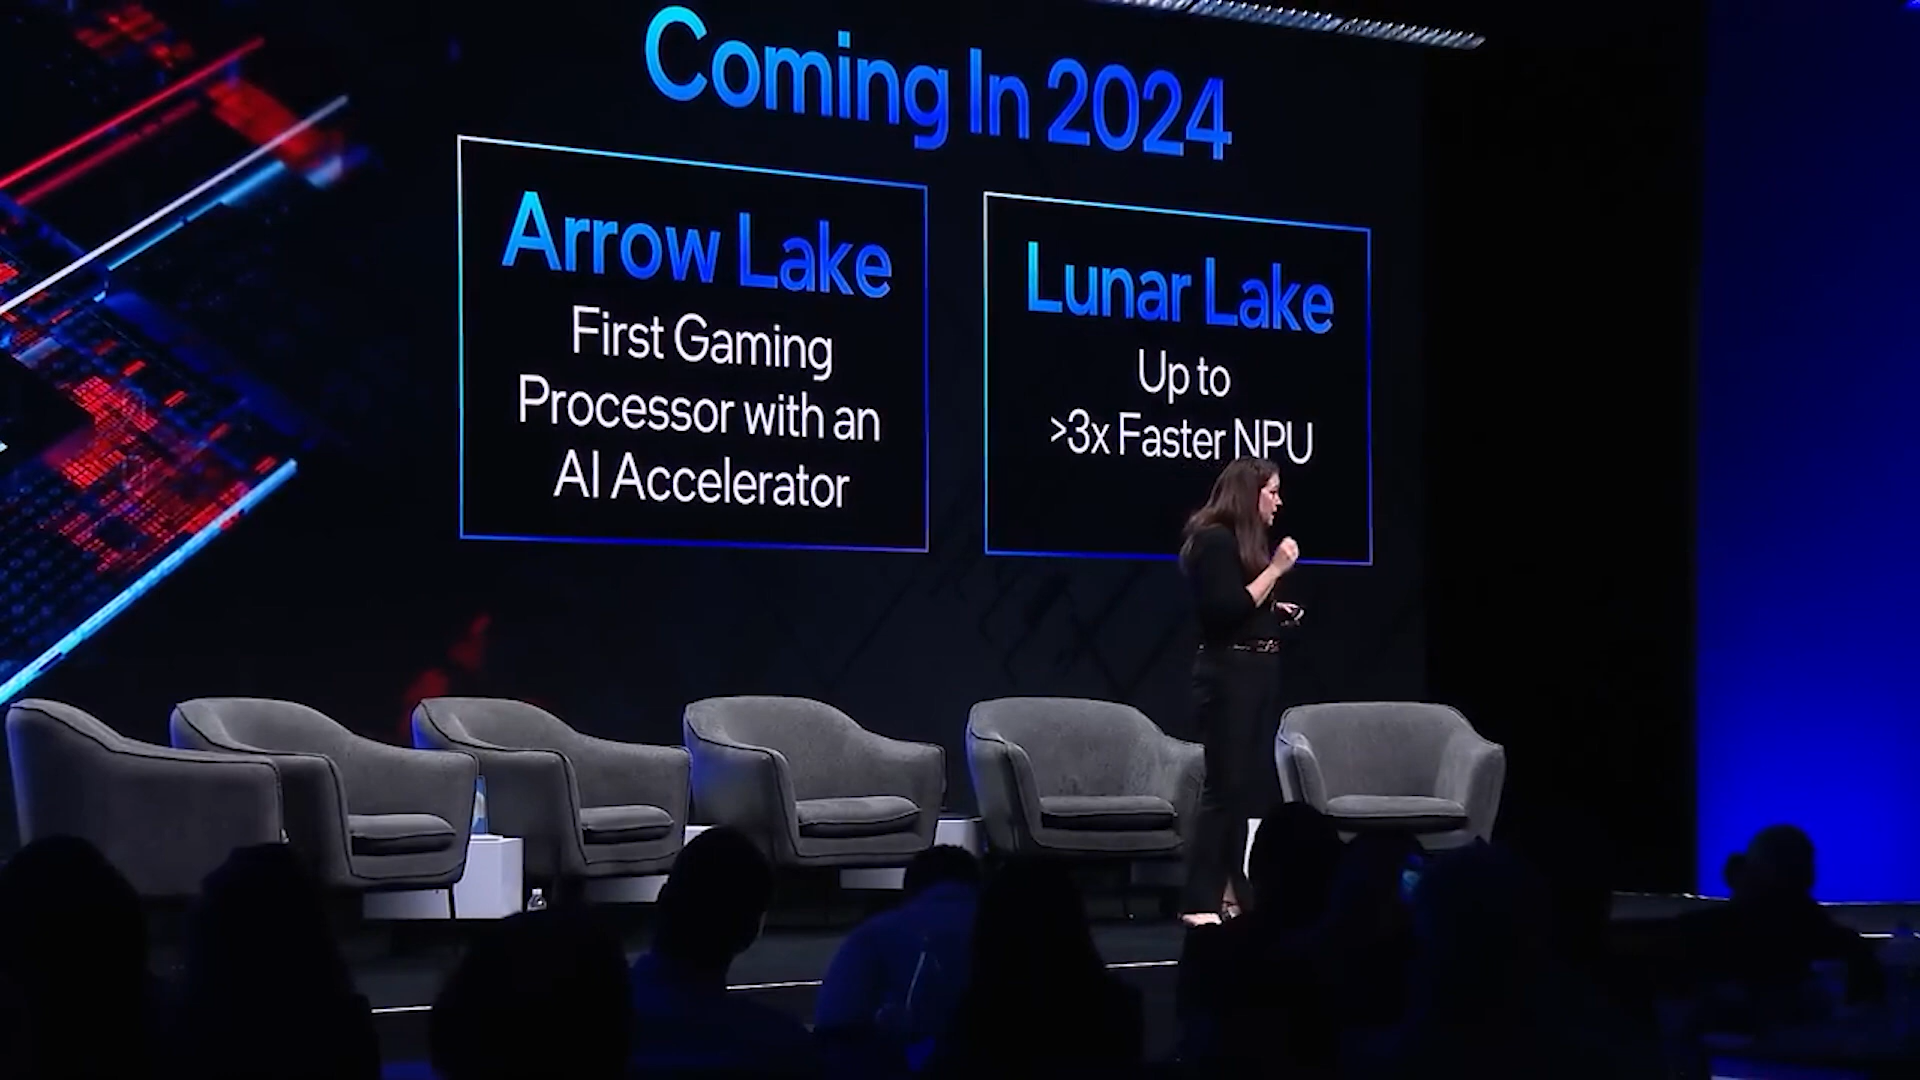 Coming In 2024
Arrow Lake
First Gaming
Processor with an
AI Accelerator
Lunar Lake
Up to
>3x Faster NPU